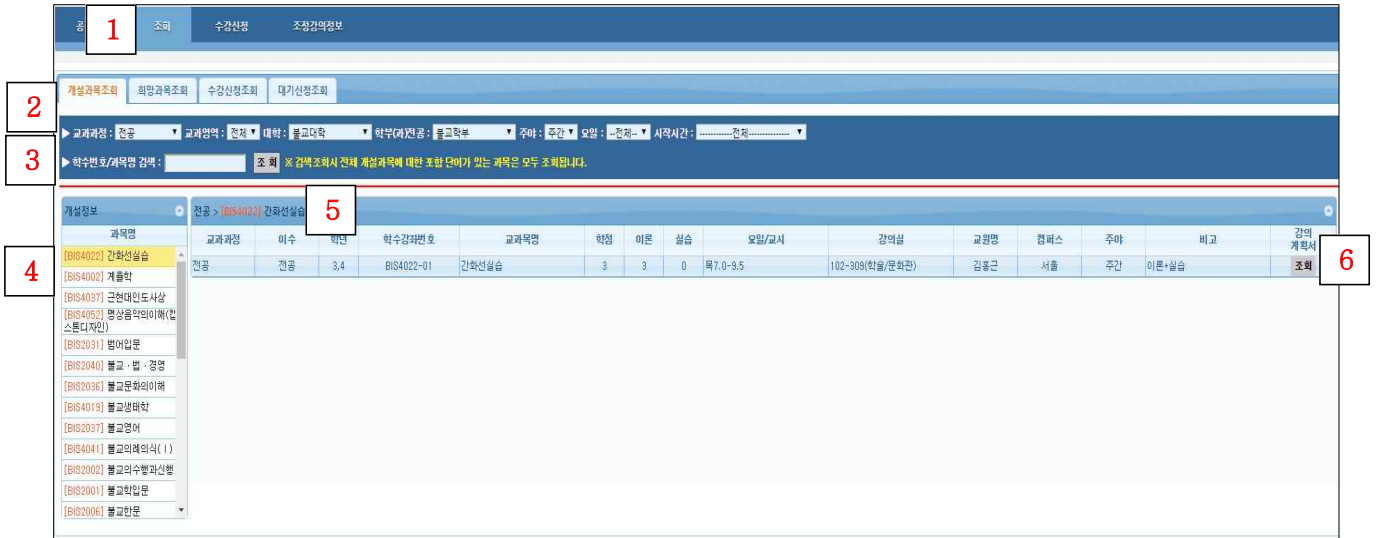 공 1 조회 수강신청 조정강의정보
개설과목조회 희망과목조회 수강신청조회 대기신청조회
2
▶ 교과과정 : 전공 ▼ 교과영역 : 전체 ▼ 대학 : 불교대학 ▼ 학부(과)전공 : 불교학부 ▼ 주야 : 주간 ▼ 요일 : --전체-- ▼ 시작시간 : ------------전체-------------- ▼
3 ▶ 학수번호/과목명 검색 : 조 회 ※ 검색 조회시 전체 개설과목에 대한 포함 단어가 있는 과목은 모두 조회됩니다.
개설정보 전공 > [BIS4022] 간화선실습 5
과목명 교과과정 이수 학년 학수강좌번호 교과목명 학점 이론 실습 요일/교시 강의실 교원명 캠퍼스 주야 비고 강의
계획서
4 [BIS4022] 간화선실습 전공 전공 3,4 BIS4022-01 간화선실습 3 3 0 목7.0-9.5 102-309(학술/문화관) 김홍근 서울 주간 이론+실습 조회 6
[BIS4002] 계율학
[BIS4037] 근현대인도사상
[BIS4052] 명상음악의이해(캡
스톤디자인)
[BIS2031] 범어입문
[BIS2040] 불교 · 법 · 경영
[BIS2036] 불교문화의이해
[BIS4019] 불교생태학
[BIS2037] 불교영어
[BIS4041] 불교의례의식(Ⅰ)
[BIS2002] 불교의수행과신행
[BIS2001] 불교학입문
[BIS2006] 불교한문